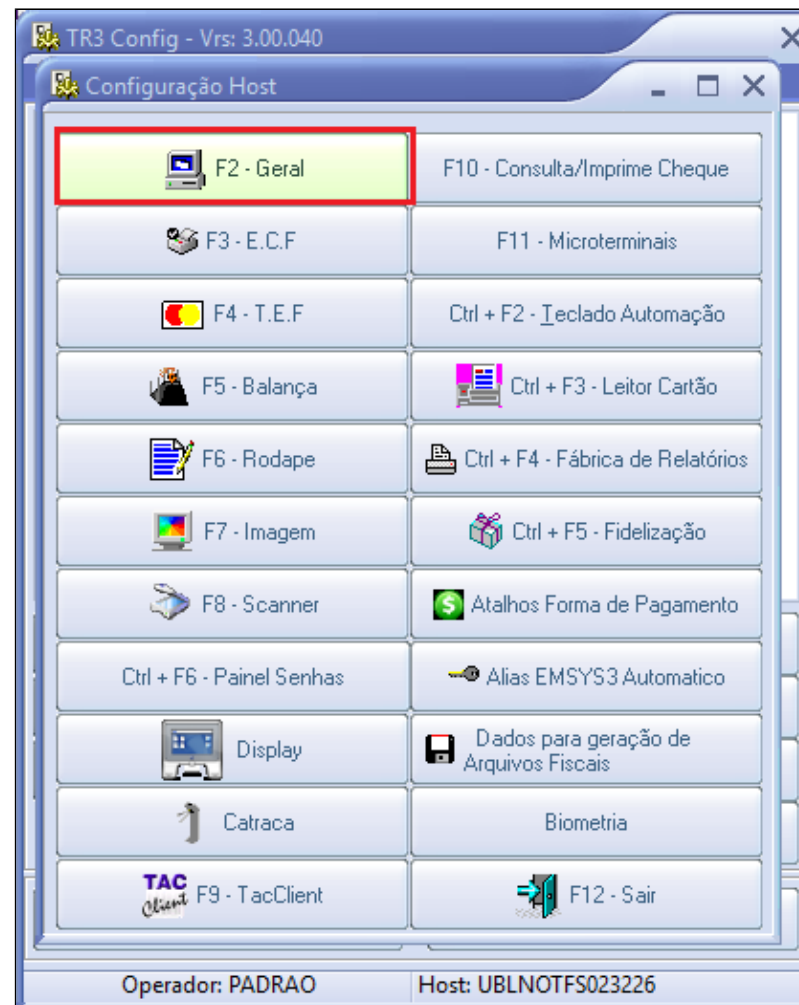 TR3 Config - Vrs: 3.00.040
Configuração Host
F2 - Geral
F10 - Consulta/Imprime Cheque
F3 - E.C.F
F11 - Microterminais
F4 - T.E.F
Ctrl + F2 - Teclado Automação
F5 - Balança
Ctrl + F3 - Leitor Cartão
F6 - Rodape
Ctrl + F4 - Fábrica de Relatórios
F7 - Imagem
Ctrl + F5 - Fidelização
F8 - Scanner
Atalhos Forma de Pagamento
Ctrl + F6 - Painel Senhas
Alias EMSYS3 Automatico
Display
Dados para geração de
Arquivos Fiscais
Catraca
Biometria
TAC
Client
F9 - TacClient
F12 - Sair
Operador: PADRAO
Host: UBLNOTFS023226